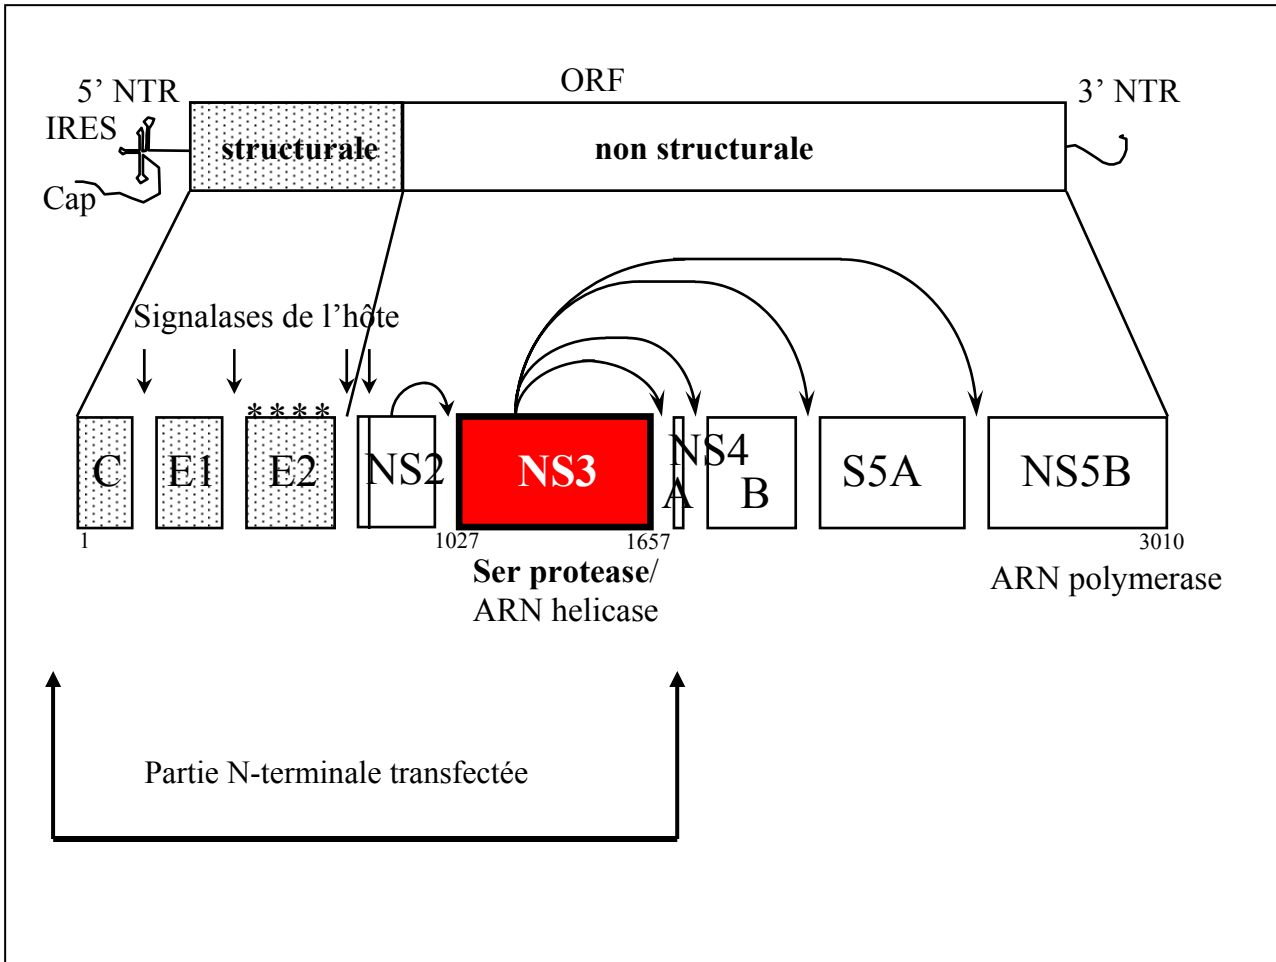 ORF
5’ NTR
3’ NTR
IRES
structurale
non structurale
Cap
Signalases de l’hôte
****
C
E1
E2
NS2
NS3
NS4
A
B
S5A
NS5B
1
1027
1657
3010
Ser protease/
ARN helicase
ARN polymerase
Partie N-terminale transfectée